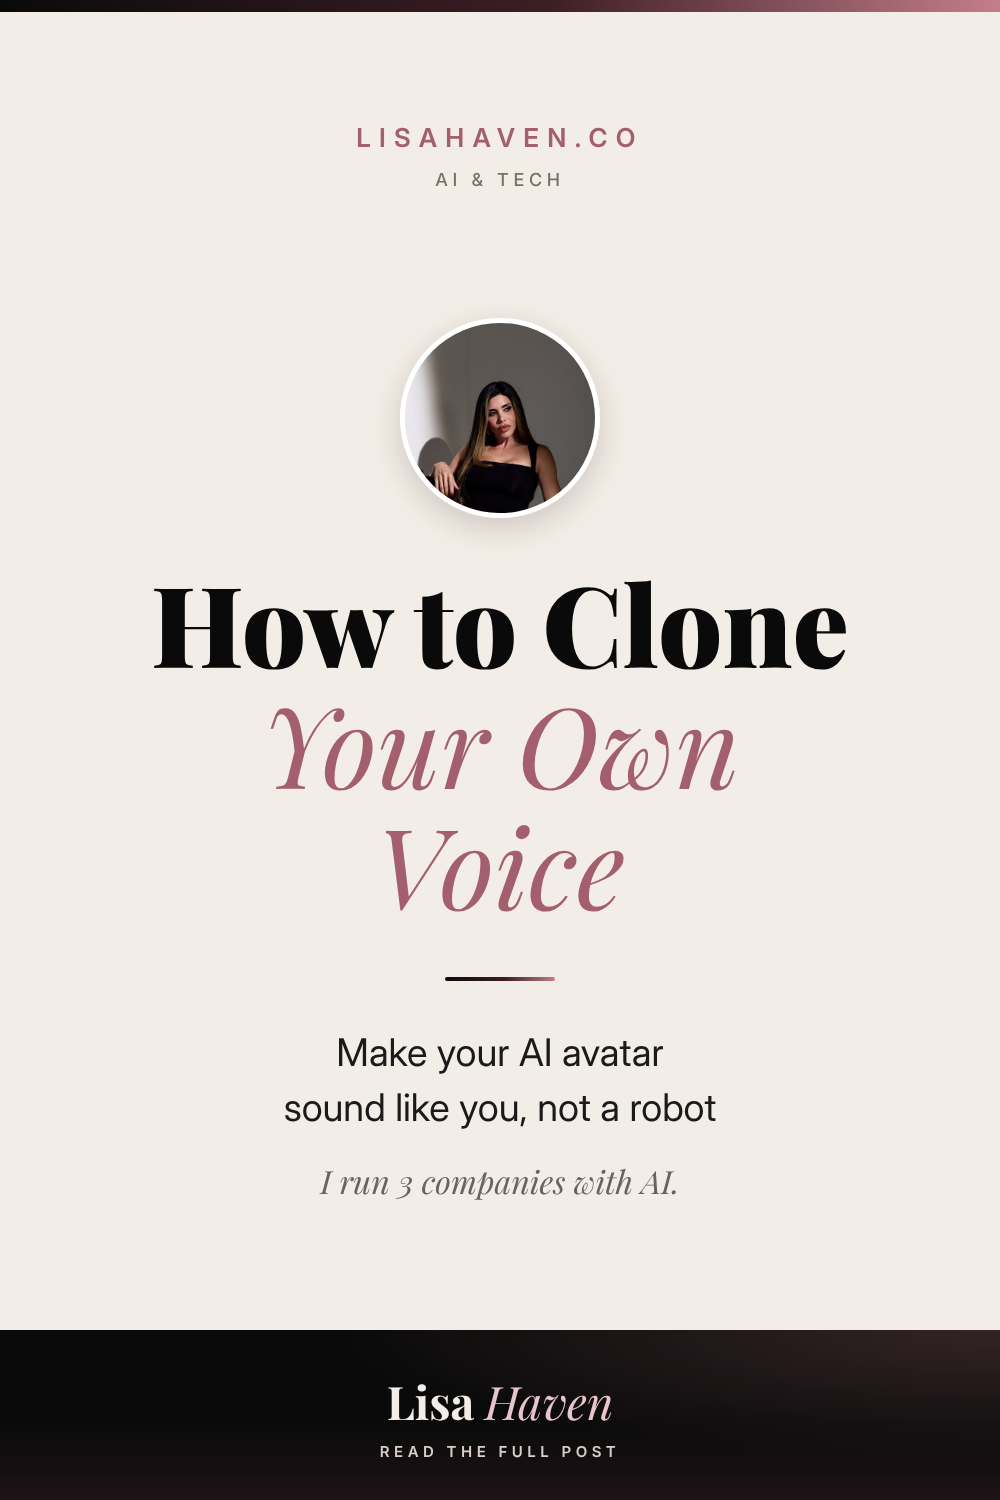 LISAHAVEN.CO
AI & TECH
How to Clone
Your Own
Voice
Make your AI avatar
sound like you, not a robot
I run 3 companies with AI.
Lisa Haven
READ THE FULL POST